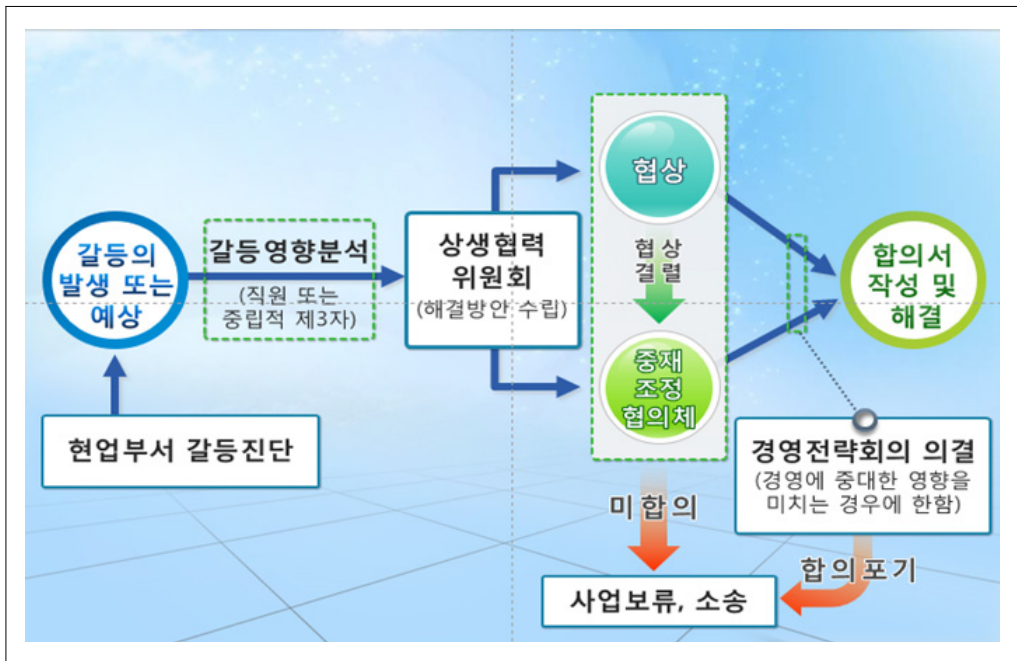 갈등의
발생 또는
예상
현업부서 갈등진단
갈등영향분석
(직원 또는
중립적 제3자)
상생협력
위원회
(해결방안 수립)
협상
협상
결렬
중재
조정
협의체
합의서
작성 및
해결
경영전략회의 의결
(경영에 중대한 영향을
미치는 경우에 한함)
미합의
합의포기
사업보류, 소송